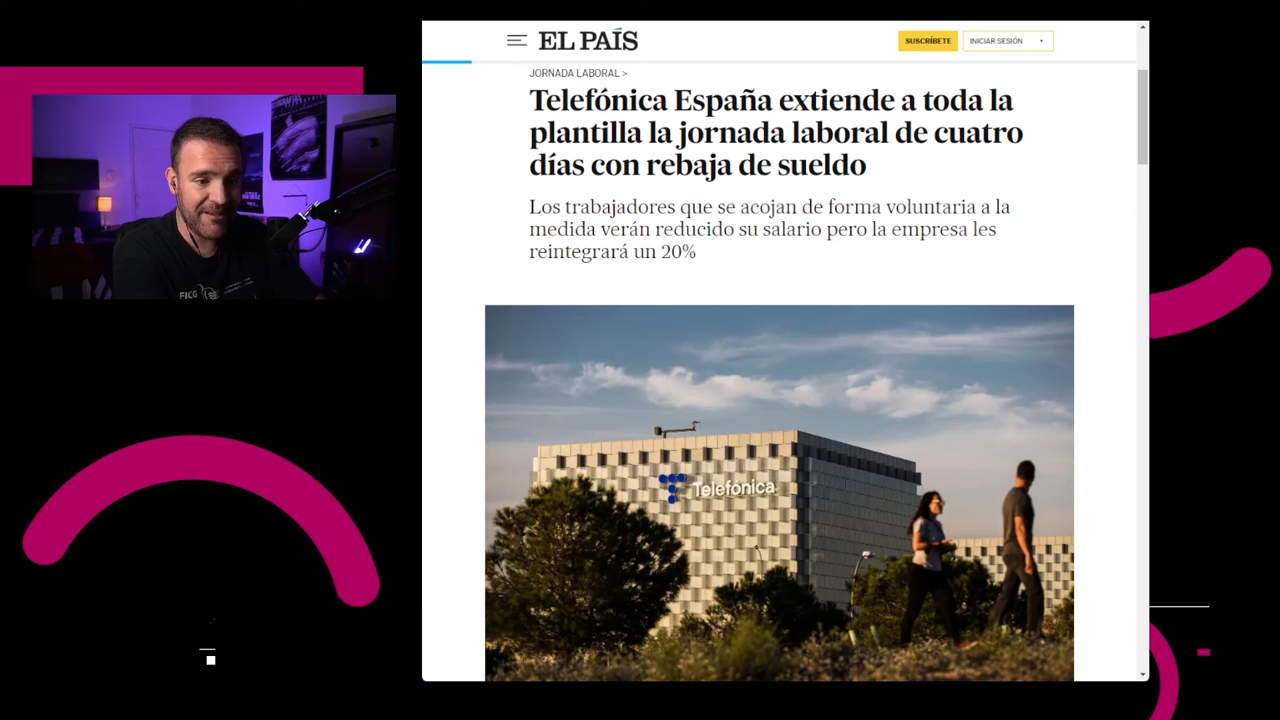 EL PAÍS
SUSCRÍBETE
INICIAR SESIÓN
JORNADA LABORAL >
Telefónica España extiende a toda la
plantilla la jornada laboral de cuatro
días con rebaja de sueldo
Los trabajadores que se acojan de forma voluntaria a la
medida verán reducido su salario pero la empresa les
reintegrará un 20%
Telefónica